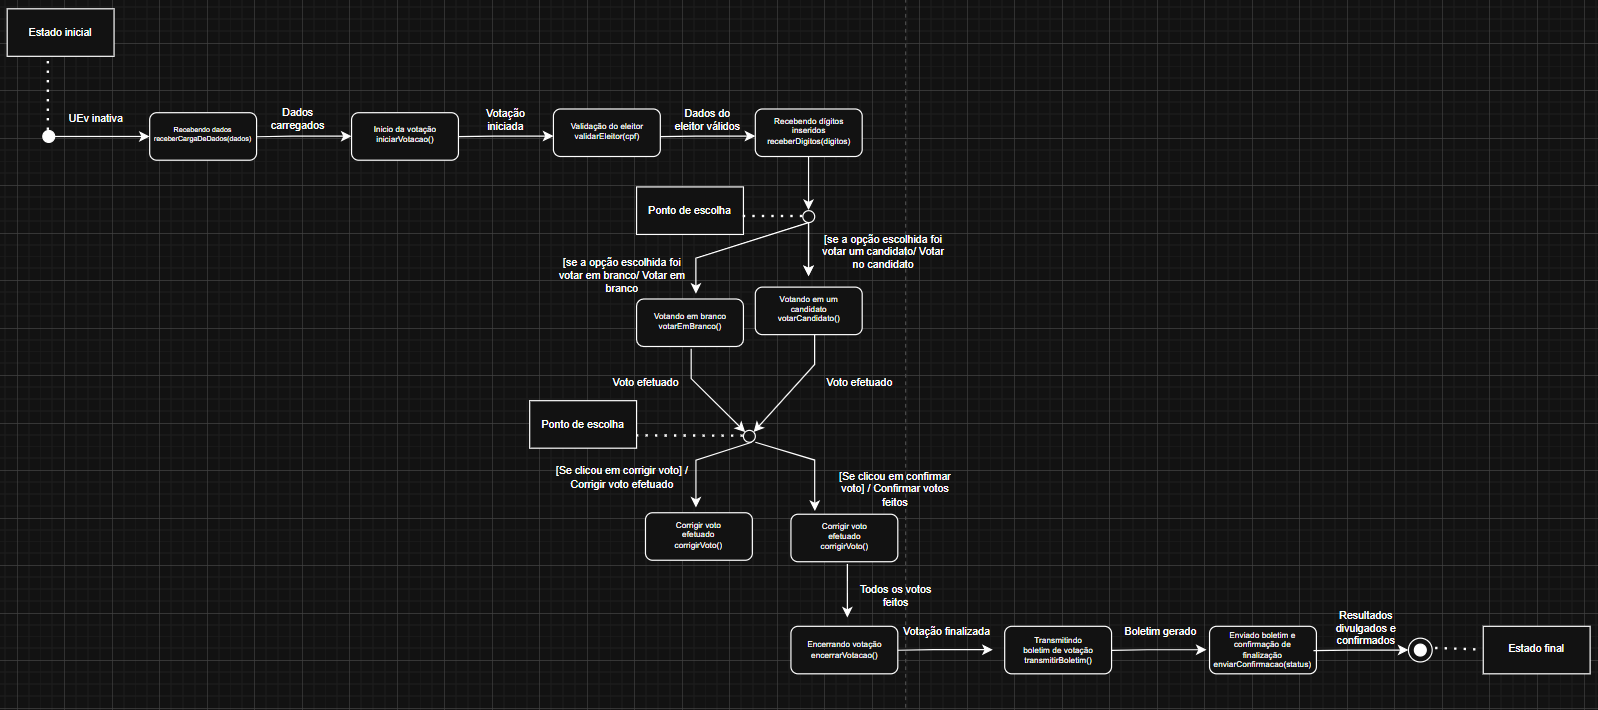 Estado inicial
UEv inativa
Recebendo dados
receberCargaDeDados(dados)
Dados
carregados
Inicio da votação
iniciarVotacao()
Votação
iniciada
Validação do eleitor
validarEleitor(cpf)
Dados do
eleitor válidos
Recebendo dígitos
inseridos
receberDigitos(digitos)
Ponto de escolha
[se a opção escolhida foi
votar um candidato/ Votar
no candidato
[se a opção escolhida foi
votar em branco/ Votar em
branco
Votando em branco
votarEmBranco()
Votando em um
candidato
votarCandidato()
Voto efetuado
Voto efetuado
Ponto de escolha
[Se clicou em corrigir voto] /
Corrigir voto efetuado
[Se clicou em confirmar
voto] / Confirmar votos
feitos
Corrigir voto
efetuado
corrigirVoto()
Corrigir voto
efetuado
corrigirVoto()
Todos os votos
feitos
Encerrando votação
encerrarVotacao()
Votação finalizada
Transmitindo
boletim de votação
transmitirBoletim()
Boletim gerado
Enviado boletim e
confirmação de
finalização
enviarConfirmacao(status)
Resultados
divulgados e
confirmados
Estado final